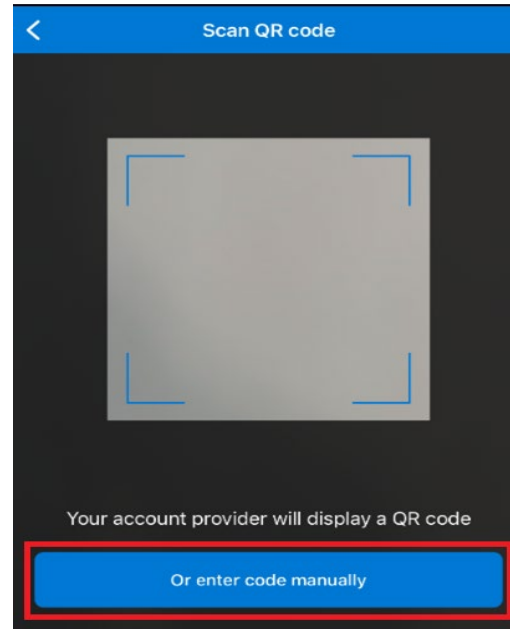 Scan QR code
Your account provider will display a QR code
Or enter code manually